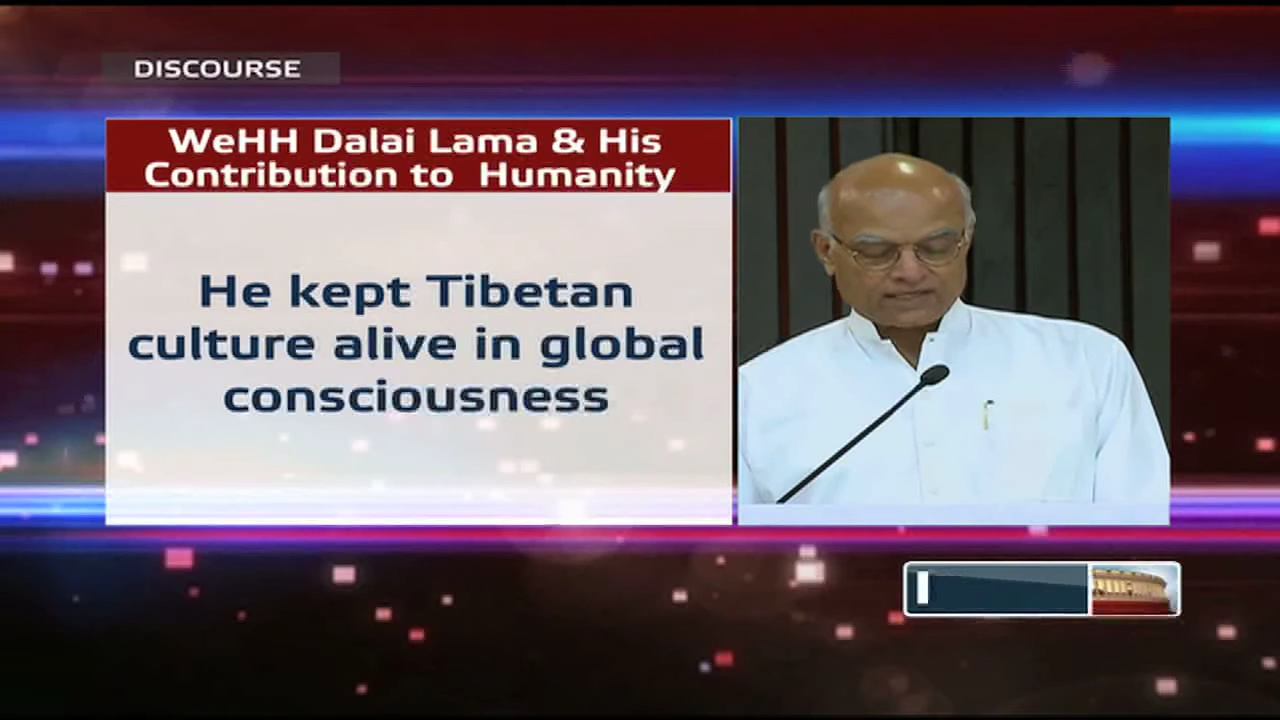 DISCOURSE
WeHH Dalai Lama & His
Contribution to Humanity
He kept Tibetan
culture alive in global
consciousness